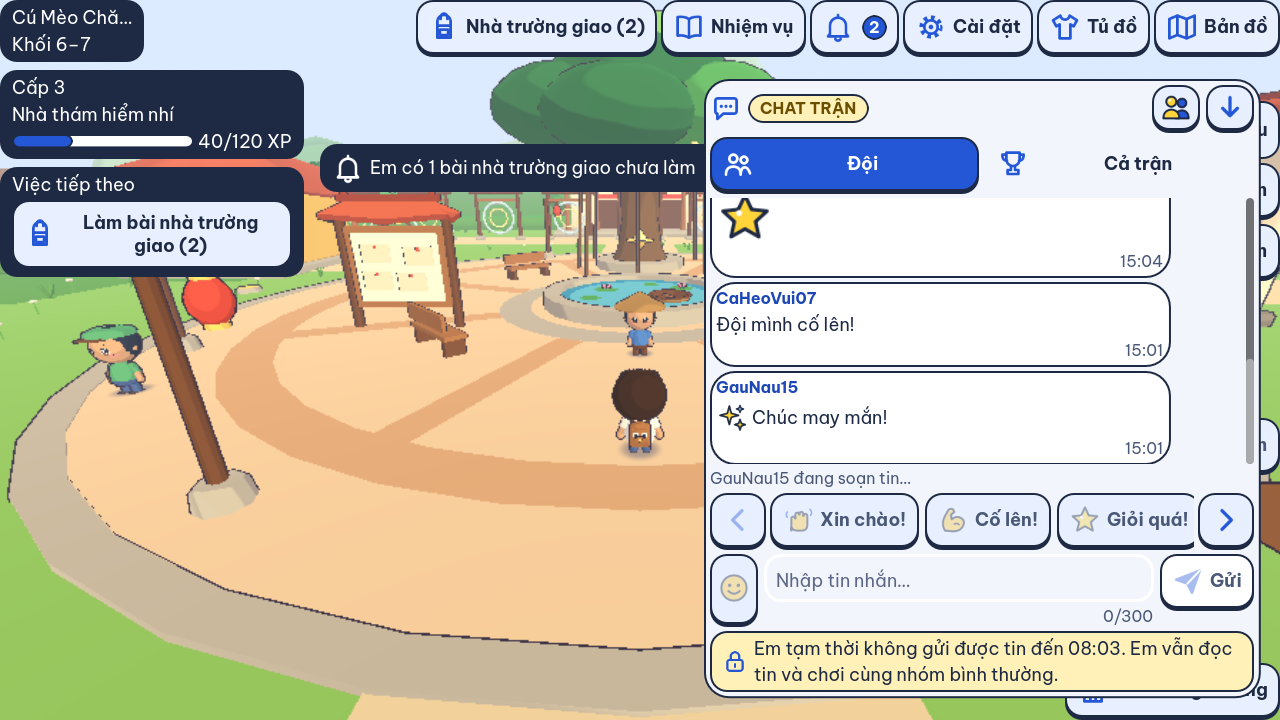 Cú Mèo Chă...
Khối 6–7
Nhà trường giao (2)
Nhiệm vụ
2
Cài đặt
Tủ đồ
Bản đồ
Cấp 3
Nhà thám hiểm nhí
40/120 XP
Việc tiếp theo
Làm bài nhà trường
giao (2)
Em có 1 bài nhà trường giao chưa làm
CHAT TRẬN
Đội
Cả trận
15:04
CaHeoVui07
Đội mình cố lên!
15:01
GauNau15
Chúc may mắn!
15:01
GauNau15 đang soạn tin...
Xin chào!
Cố lên!
Giỏi quá!
Nhập tin nhắn...
Gửi
0/300
Em tạm thời không gửi được tin đến 08:03. Em vẫn đọc
tin và chơi cùng nhóm bình thường.